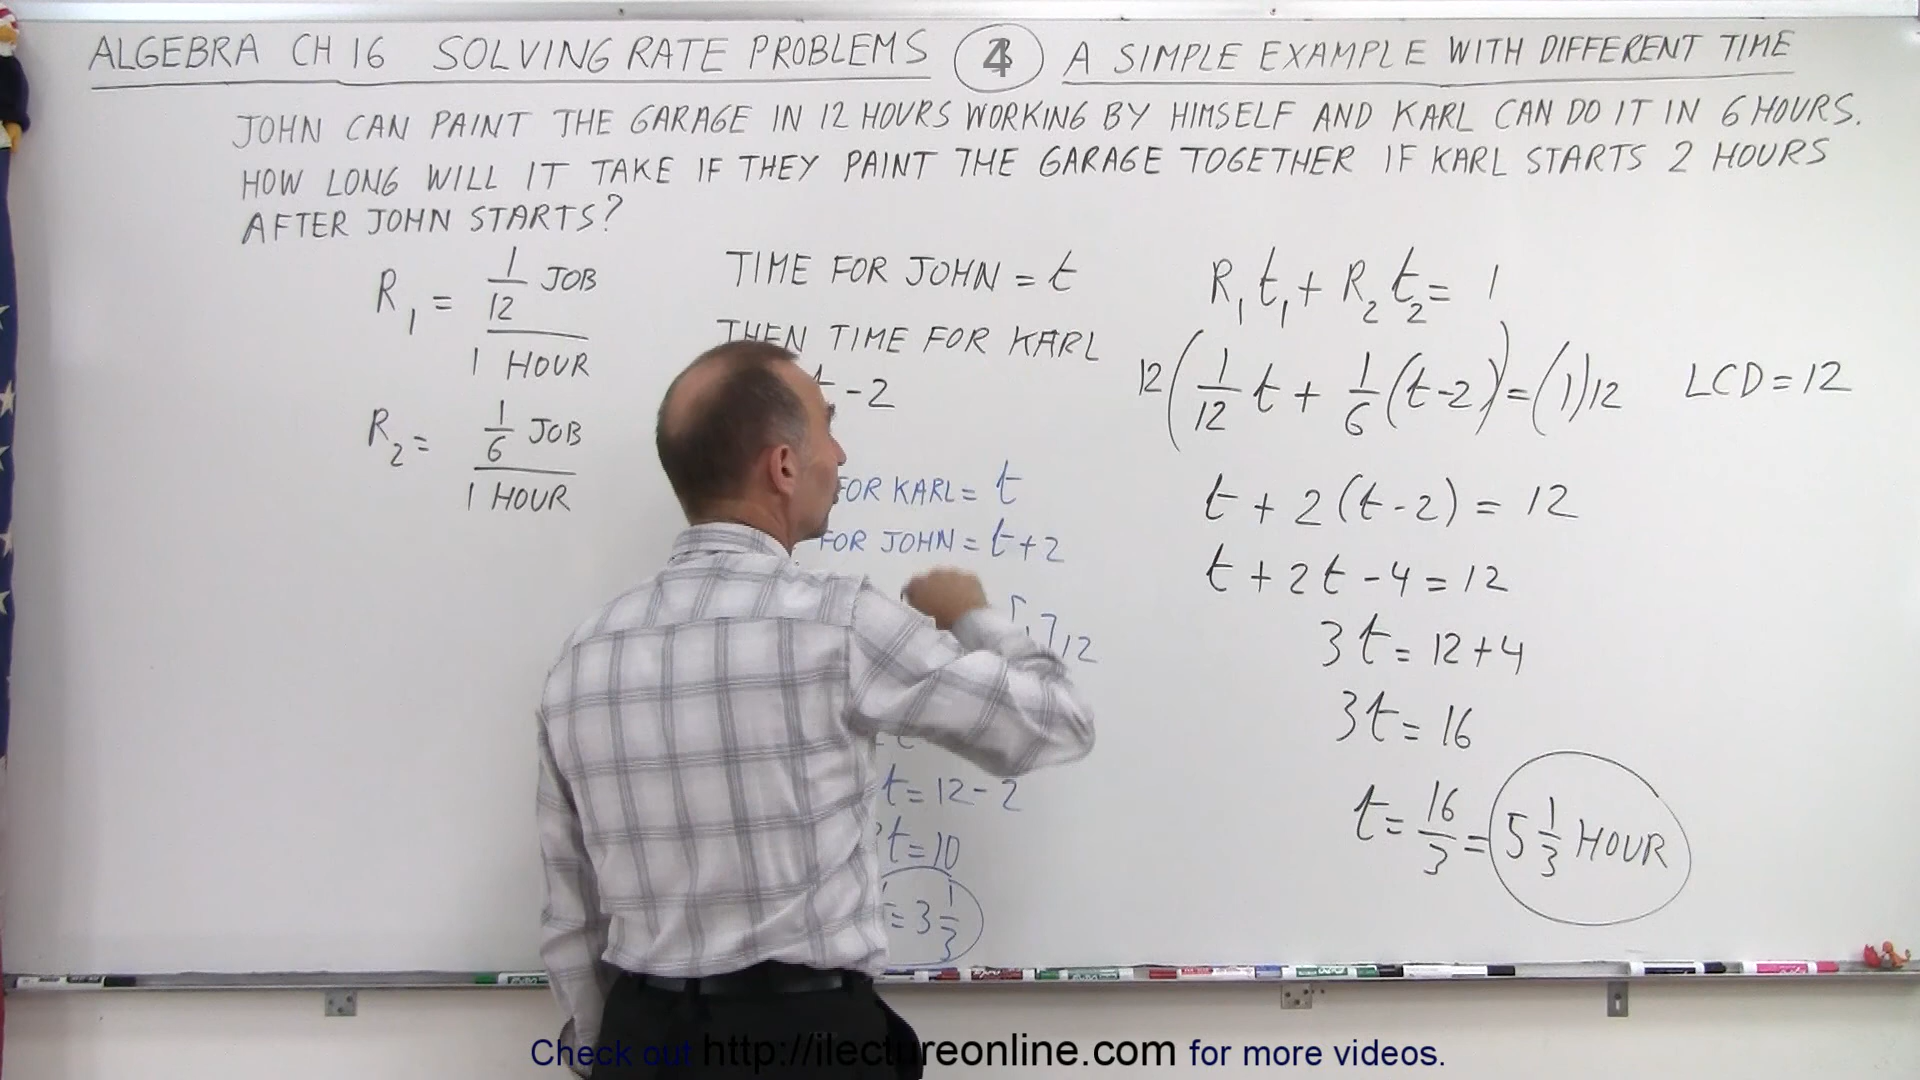 ALGEBRA CH 16 SOLVING RATE PROBLEMS 4 A SIMPLE EXAMPLE WITH DIFFERENT TIME
JOHN CAN PAINT THE GARAGE IN 12 HOURS WORKING BY HIMSELF AND KARL CAN DO IT IN 6 HOURS.
HOW LONG WILL IT TAKE IF THEY PAINT THE GARAGE TOGETHER IF KARL STARTS 2 HOURS
AFTER JOHN STARTS?
R₁ = 1/12 JOB / 1 HOUR
R₂ = 1/6 JOB / 1 HOUR
TIME FOR JOHN = t
THEN TIME FOR KARL
t - 2
FOR KARL = t
FOR JOHN = t + 2
12
t = 12 - 2
t = 10
= 3 1/3
R₁t₁ + R₂t₂ = 1
12(1/12 t + 1/6 (t-2)) = (1)12 LCD = 12
t + 2(t-2) = 12
t + 2t - 4 = 12
3t = 12 + 4
3t = 16
t = 16/3 = 5 1/3 HOUR
Check out http://ilectureonline.com for more videos.